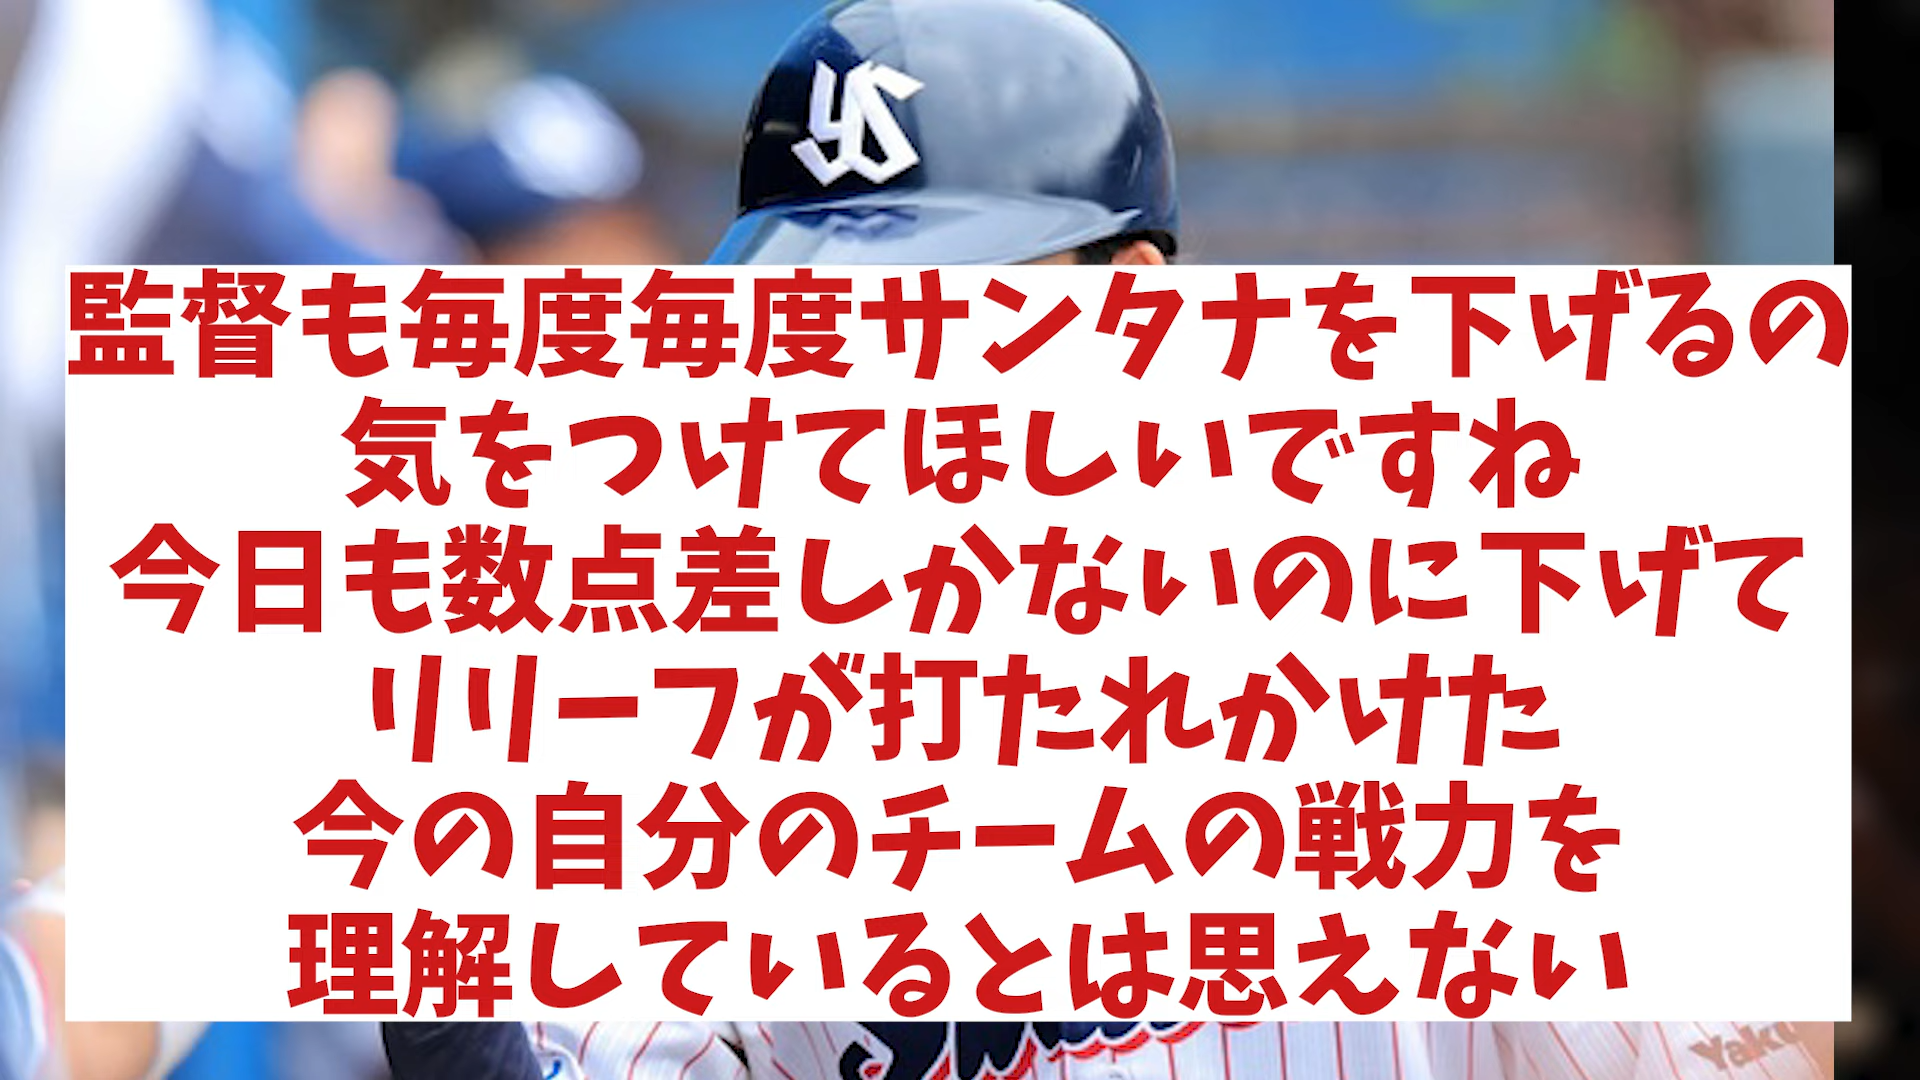 YS
監督も毎度毎度サンタナを下げるの
気をつけてほしいですね
今日も数点差しかないのに下げて
リリーフが打たれかけた
今の自分のチームの戦力を
理解しているとは思えない
Yaku